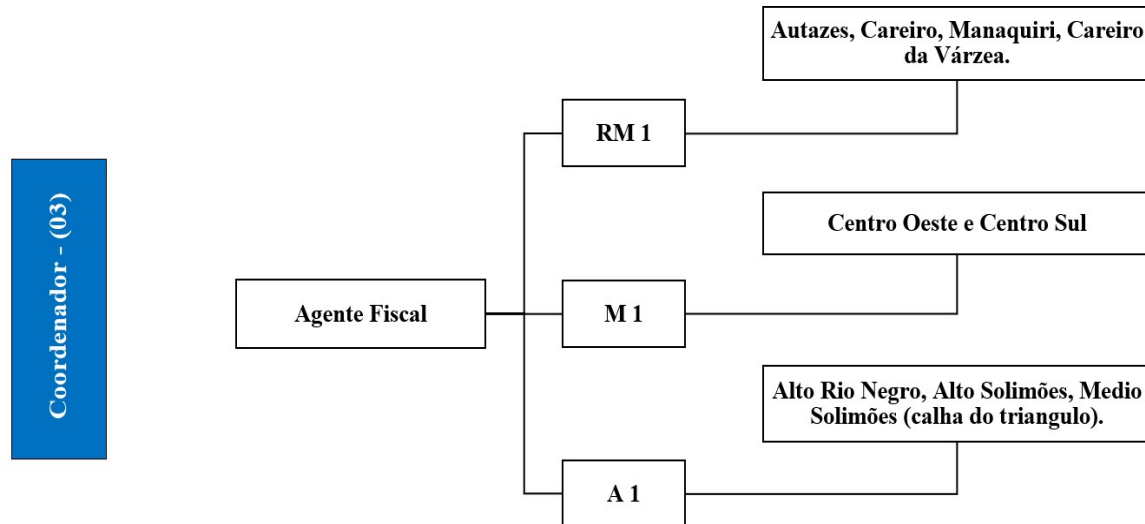 Autazes, Careiro, Manaquiri, Careiro
da Várzea.
RM 1
Coordenador - (03)
Centro Oeste e Centro Sul
Agente Fiscal
M 1
Alto Rio Negro, Alto Solimões, Medio
Solimões (calha do triangulo).
A 1